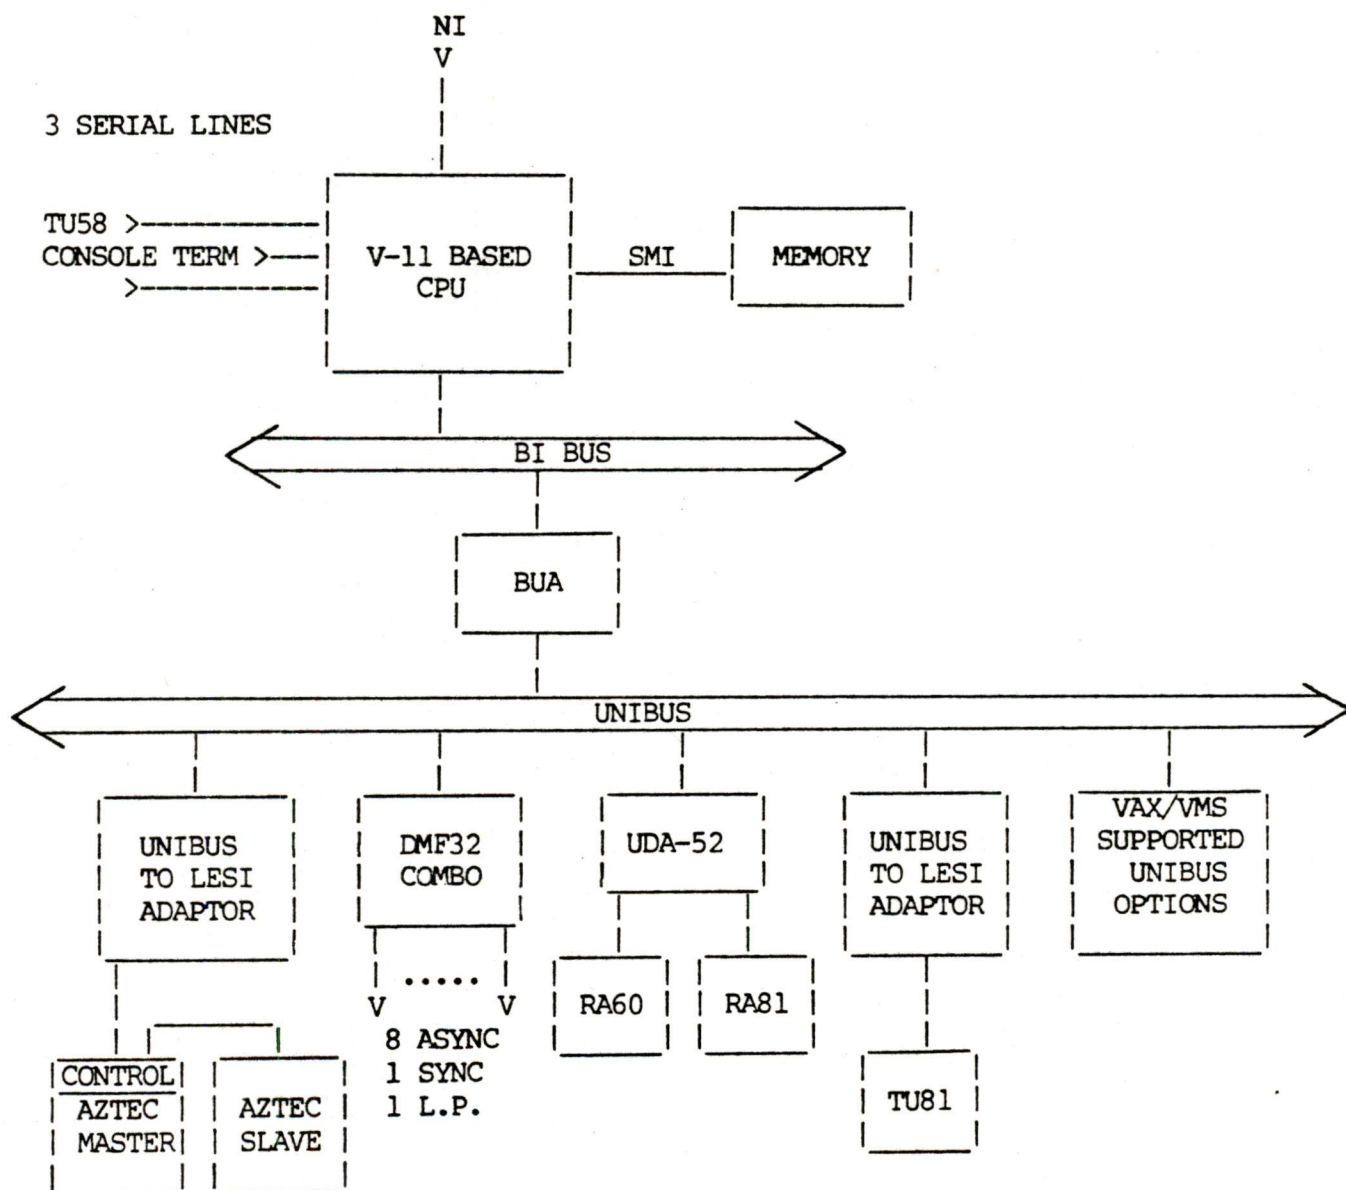 NI
V
3 SERIAL LINES
TU58 >
CONSOLE TERM >
>
V-11 BASED
CPU
SMI
MEMORY
BI BUS
BUA
UNIBUS
UNIBUS
TO LESI
ADAPTOR
DMF32
COMBO
UDA-52
UNIBUS
TO LESI
ADAPTOR
VAX/VMS
SUPPORTED
UNIBUS
OPTIONS
V ..... V
8 ASYNC
1 SYNC
1 L.P.
RA60
RA81
CONTROL
AZTEC
MASTER
AZTEC
SLAVE
TU81